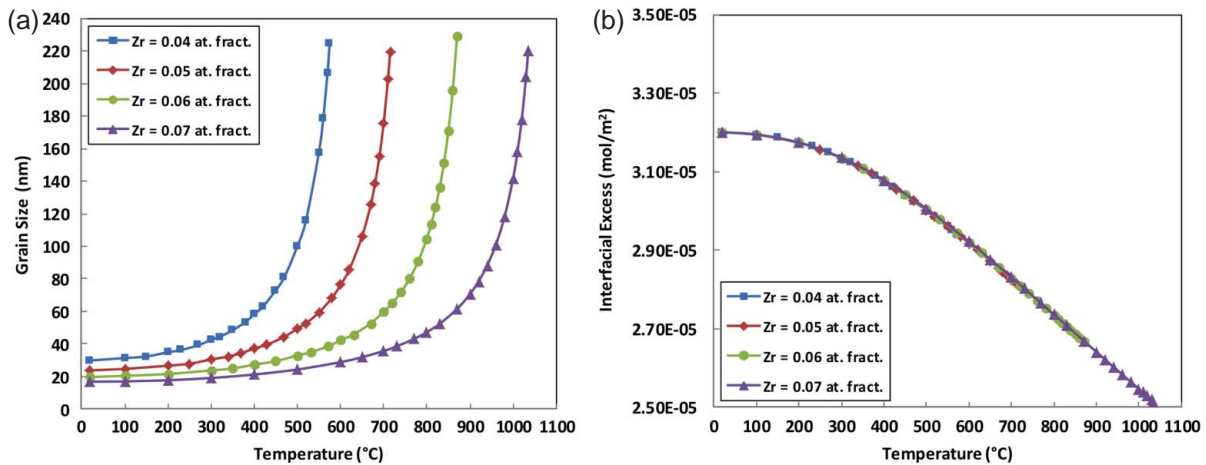 (a)
240
220
200
180
160
140
120
100
80
60
40
20
0
Grain Size (nm)
Zr = 0.04 at. fract.
Zr = 0.05 at. fract.
Zr = 0.06 at. fract.
Zr = 0.07 at. fract.
0 100 200 300 400 500 600 700 800 900 1000 1100
Temperature (°C)
(b)
3.50E-05
3.30E-05
3.10E-05
2.90E-05
2.70E-05
2.50E-05
Interfacial Excess (mol/m²)
Zr = 0.04 at. fract.
Zr = 0.05 at. fract.
Zr = 0.06 at. fract.
Zr = 0.07 at. fract.
0 100 200 300 400 500 600 700 800 900 1000 1100
Temperature (°C)